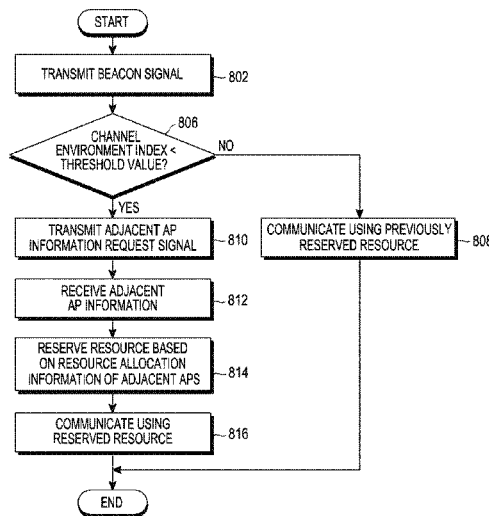 START
TRANSMIT BEACON SIGNAL
802
806
CHANNEL
ENVIRONMENT INDEX <
THRESHOLD VALUE?
NO
YES
TRANSMIT ADJACENT AP
INFORMATION REQUEST SIGNAL
810
COMMUNICATE USING PREVIOUSLY
RESERVED RESOURCE
808
RECEIVE ADJACENT
AP INFORMATION
812
RESERVE RESOURCE BASED
ON RESOURCE ALLOCATION
INFORMATION OF ADJACENT APS
814
COMMUNICATE USING
RESERVED RESOURCE
816
END